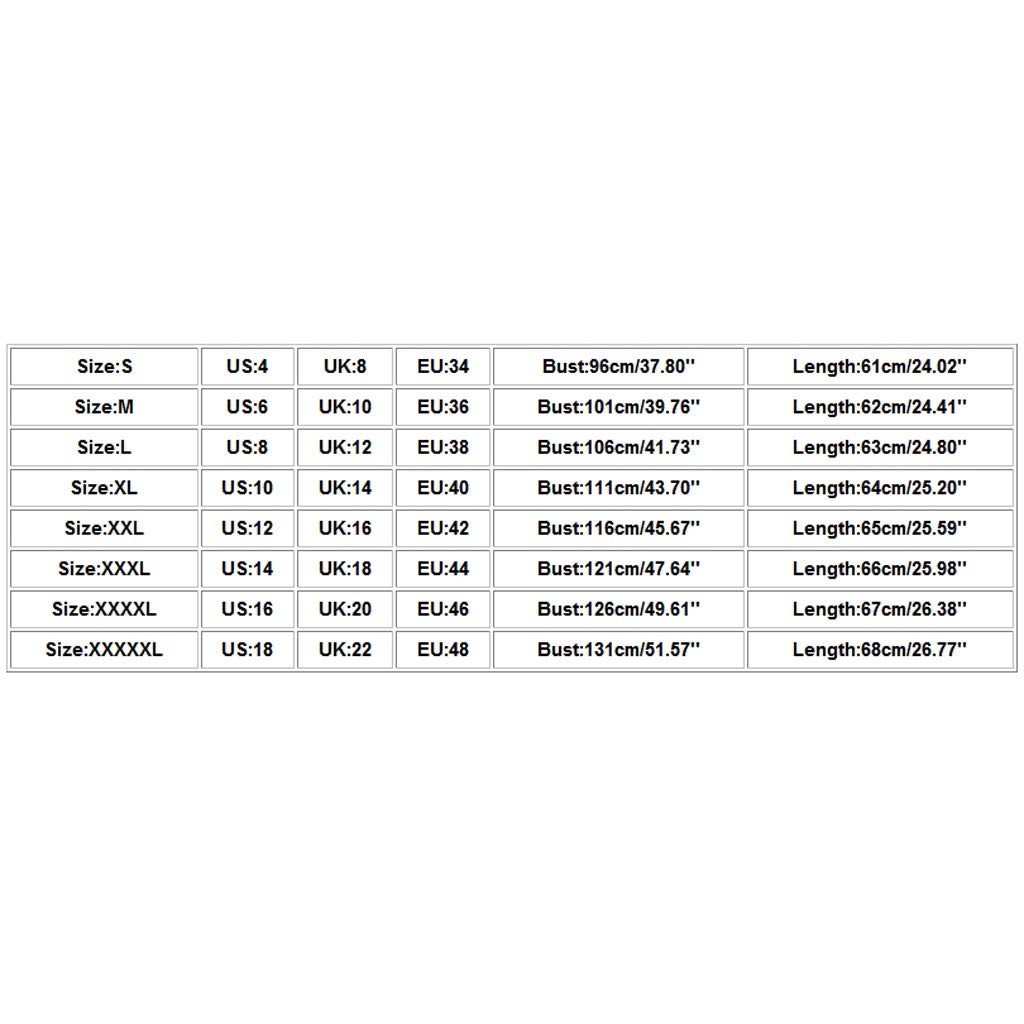 Size:S US:4 UK:8 EU:34 Bust:96cm/37.80'' Length:61cm/24.02''
Size:M US:6 UK:10 EU:36 Bust:101cm/39.76'' Length:62cm/24.41''
Size:L US:8 UK:12 EU:38 Bust:106cm/41.73'' Length:63cm/24.80''
Size:XL US:10 UK:14 EU:40 Bust:111cm/43.70'' Length:64cm/25.20''
Size:XXL US:12 UK:16 EU:42 Bust:116cm/45.67'' Length:65cm/25.59''
Size:XXXL US:14 UK:18 EU:44 Bust:121cm/47.64'' Length:66cm/25.98''
Size:XXXXL US:16 UK:20 EU:46 Bust:126cm/49.61'' Length:67cm/26.38''
Size:XXXXXL US:18 UK:22 EU:48 Bust:131cm/51.57'' Length:68cm/26.77''